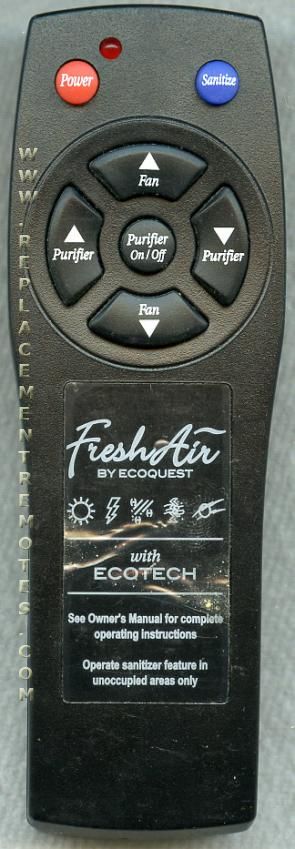 Power
Sanitize
Fan
Purifier
Purifier
On / Off
Purifier
Fan
WWW.REPLACEMENTREMOTES.COM
FreshAir
BY ECOQUEST
with
ECOTECH
See Owner's Manual for complete
operating instructions
Operate sanitizer feature in
unoccupied areas only